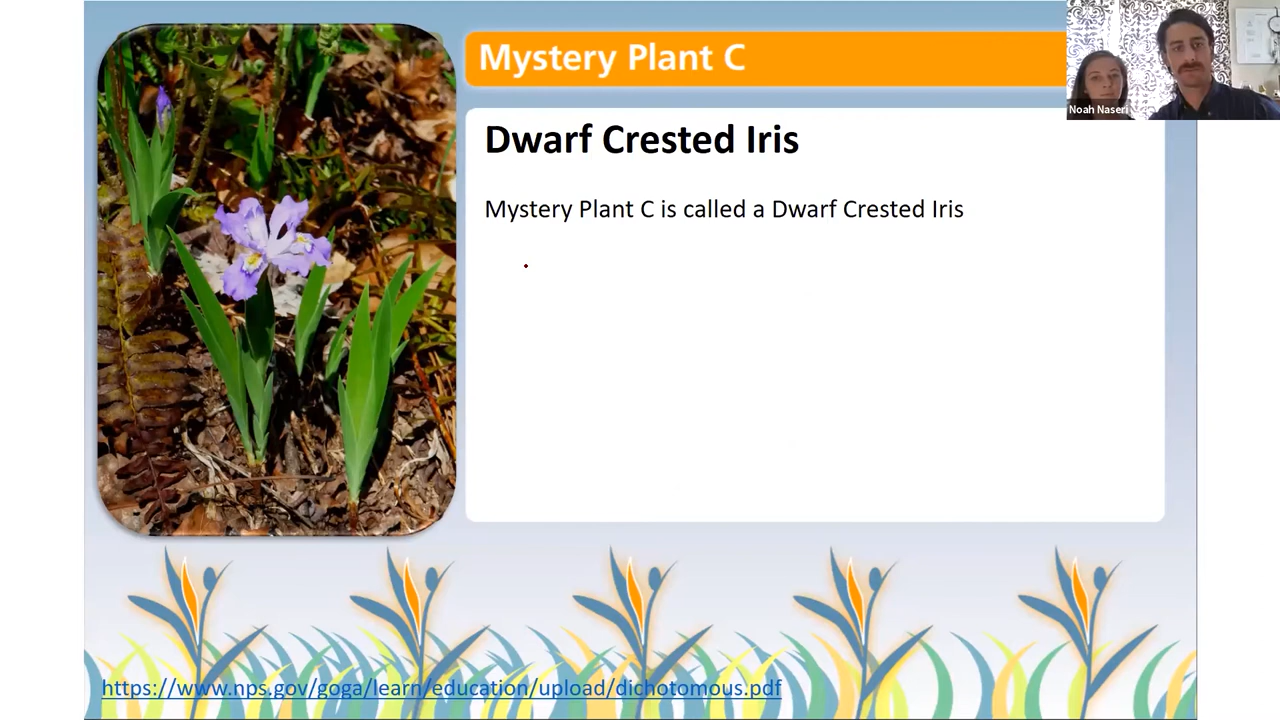 Mystery Plant C
Noah Naseri
Dwarf Crested Iris
Mystery Plant C is called a Dwarf Crested Iris
https://www.nps.gov/goga/learn/education/upload/dichotomous.pdf